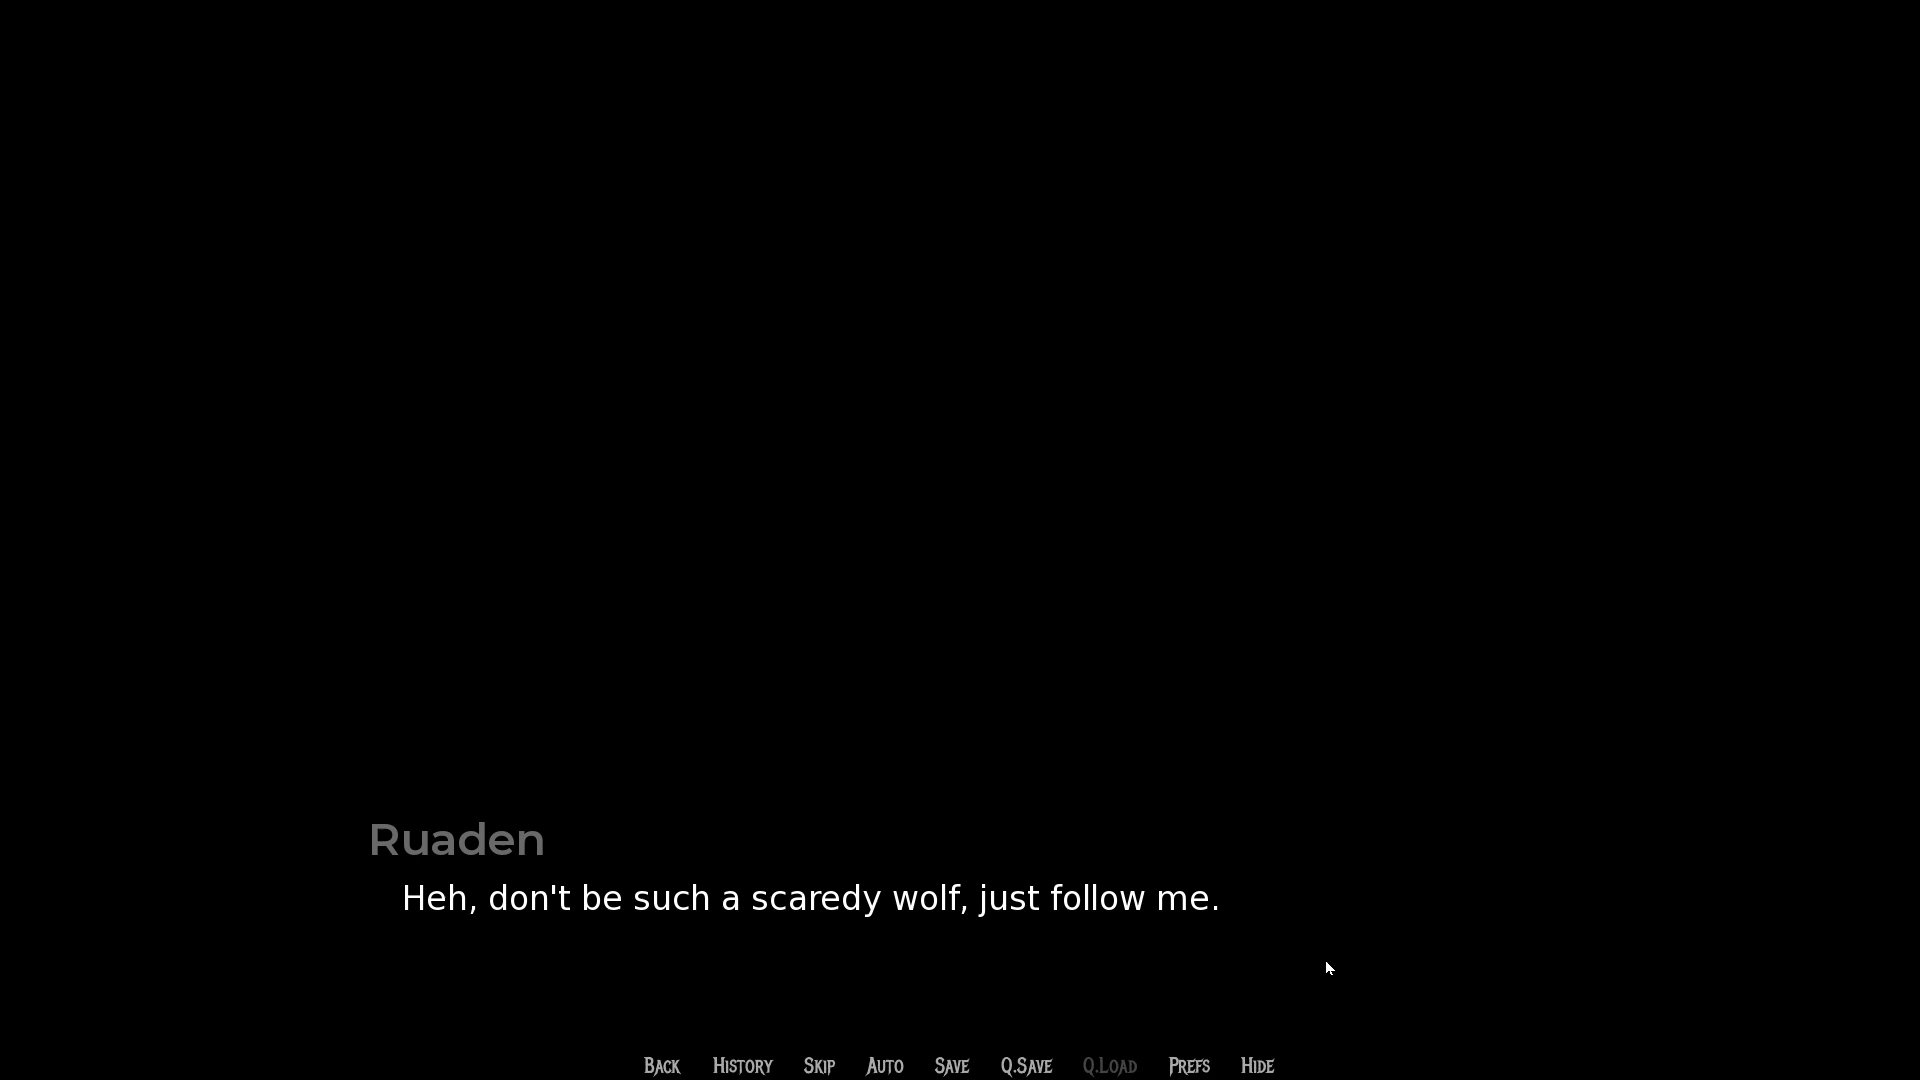 Ruaden
Heh, don't be such a scaredy wolf, just follow me.
Back History Skip Auto Save Q.Save Q.Load Prefs Hide